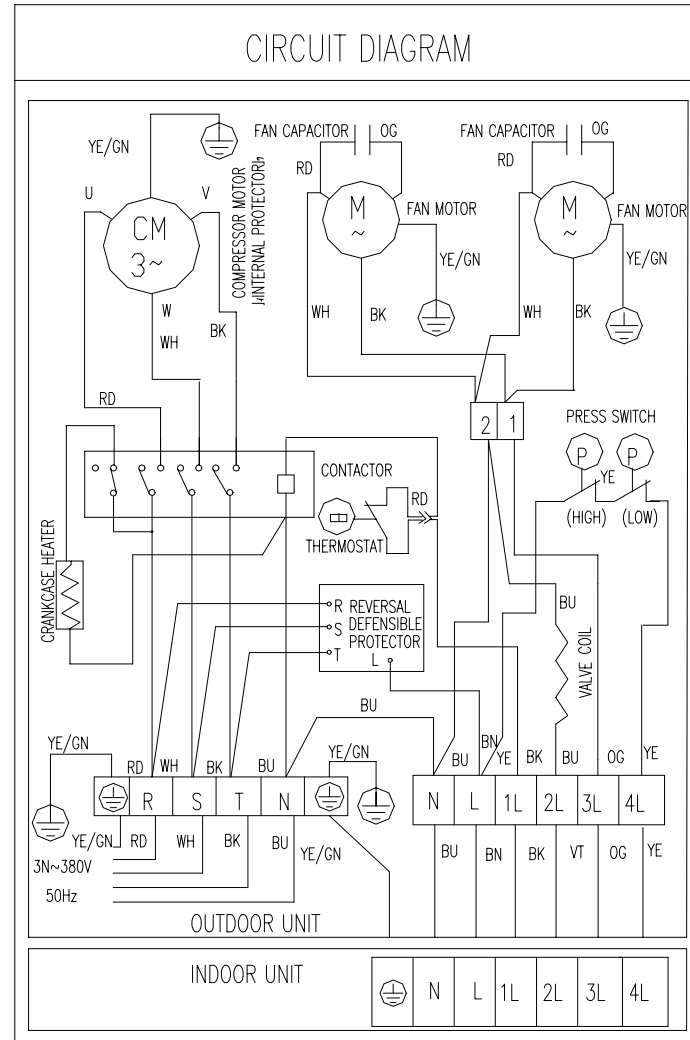 CIRCUIT DIAGRAM
FAN CAPACITOR OG FAN CAPACITOR OG
YE/GN
RD RD
U V
M M
~ ~
FAN MOTOR FAN MOTOR
CM
3~
COMPRESSOR MOTOR
INTERNAL PROTECTOR
YE/GN YE/GN
W
WH BK
WH BK WH BK
RD
2 1
PRESS SWITCH
P P
YE
(HIGH) (LOW)
CONTACTOR
RD
THERMOSTAT
CRANKCASE HEATER
R REVERSAL
S DEFENSIBLE
T PROTECTOR
L
BU
VALVE COIL
BU
YE/GN RD WH BK BU YE/GN
BU BN YE BK BU OG YE
R S T N
N L 1L 2L 3L 4L
YE/GN RD WH BK BU YE/GN
BU BN BK VT OG YE
3N~380V
50Hz
OUTDOOR UNIT
INDOOR UNIT
N L 1L 2L 3L 4L